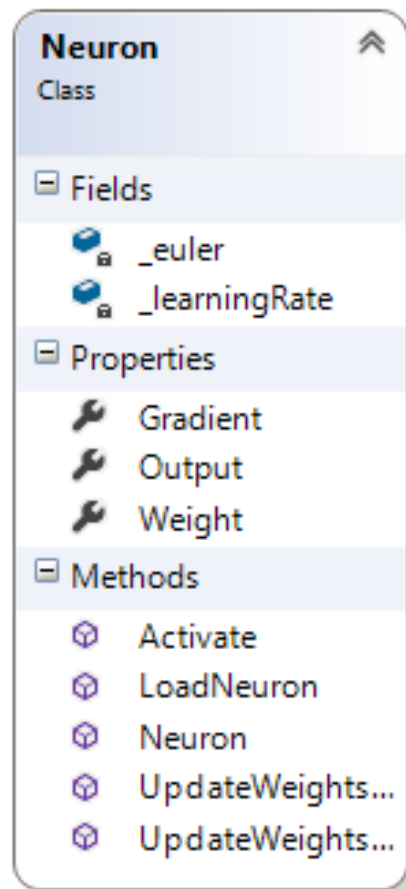 Neuron
Class
Fields
_euler
_learningRate
Properties
Gradient
Output
Weight
Methods
Activate
LoadNeuron
Neuron
UpdateWeights...
UpdateWeights...